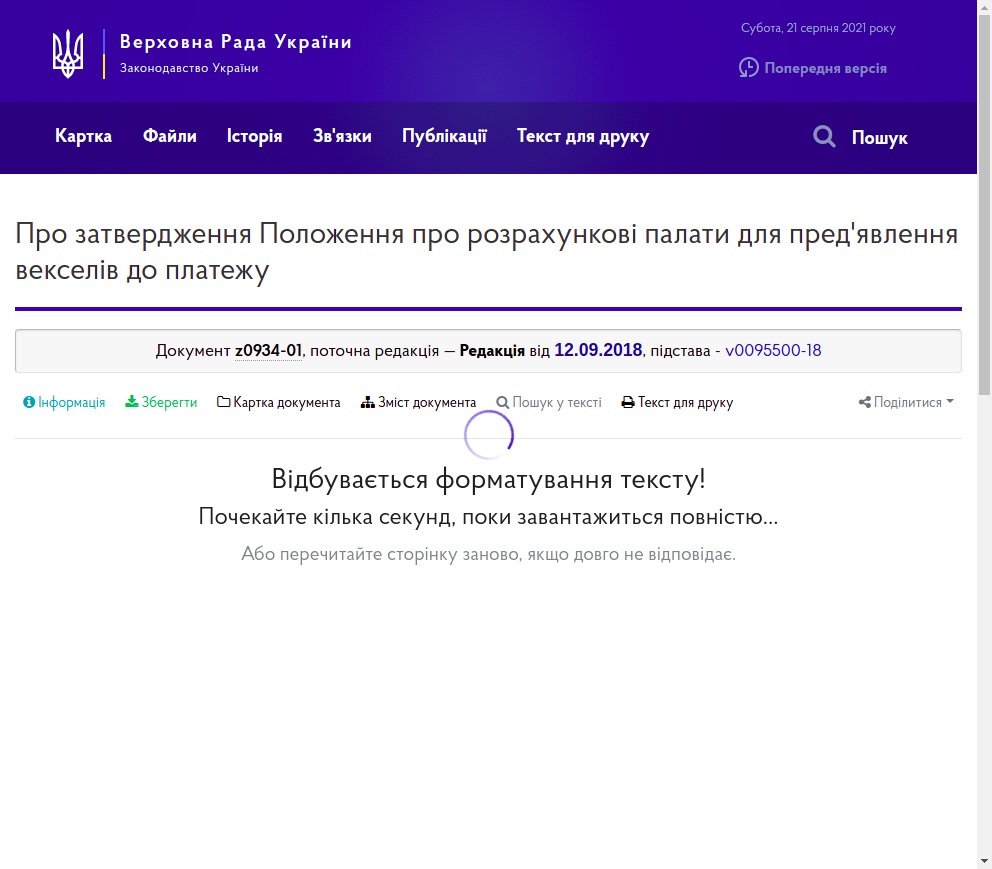 Верховна Рада України
Законодавство України
Субота, 21 серпня 2021 року
Попередня версія
Картка Файли Історія Зв'язки Публікації Текст для друку Пошук
Про затвердження Положення про розрахункові палати для пред'явлення
векселів до платежу
Документ z0934-01, поточна редакція — Редакція від 12.09.2018, підстава - v0095500-18
Інформація Зберегти Картка документа Зміст документа Пошук у тексті Текст для друку Поділитися
Відбувається форматування тексту!
Почекайте кілька секунд, поки завантажиться повністю...
Або перечитайте сторінку заново, якщо довго не відповідає.